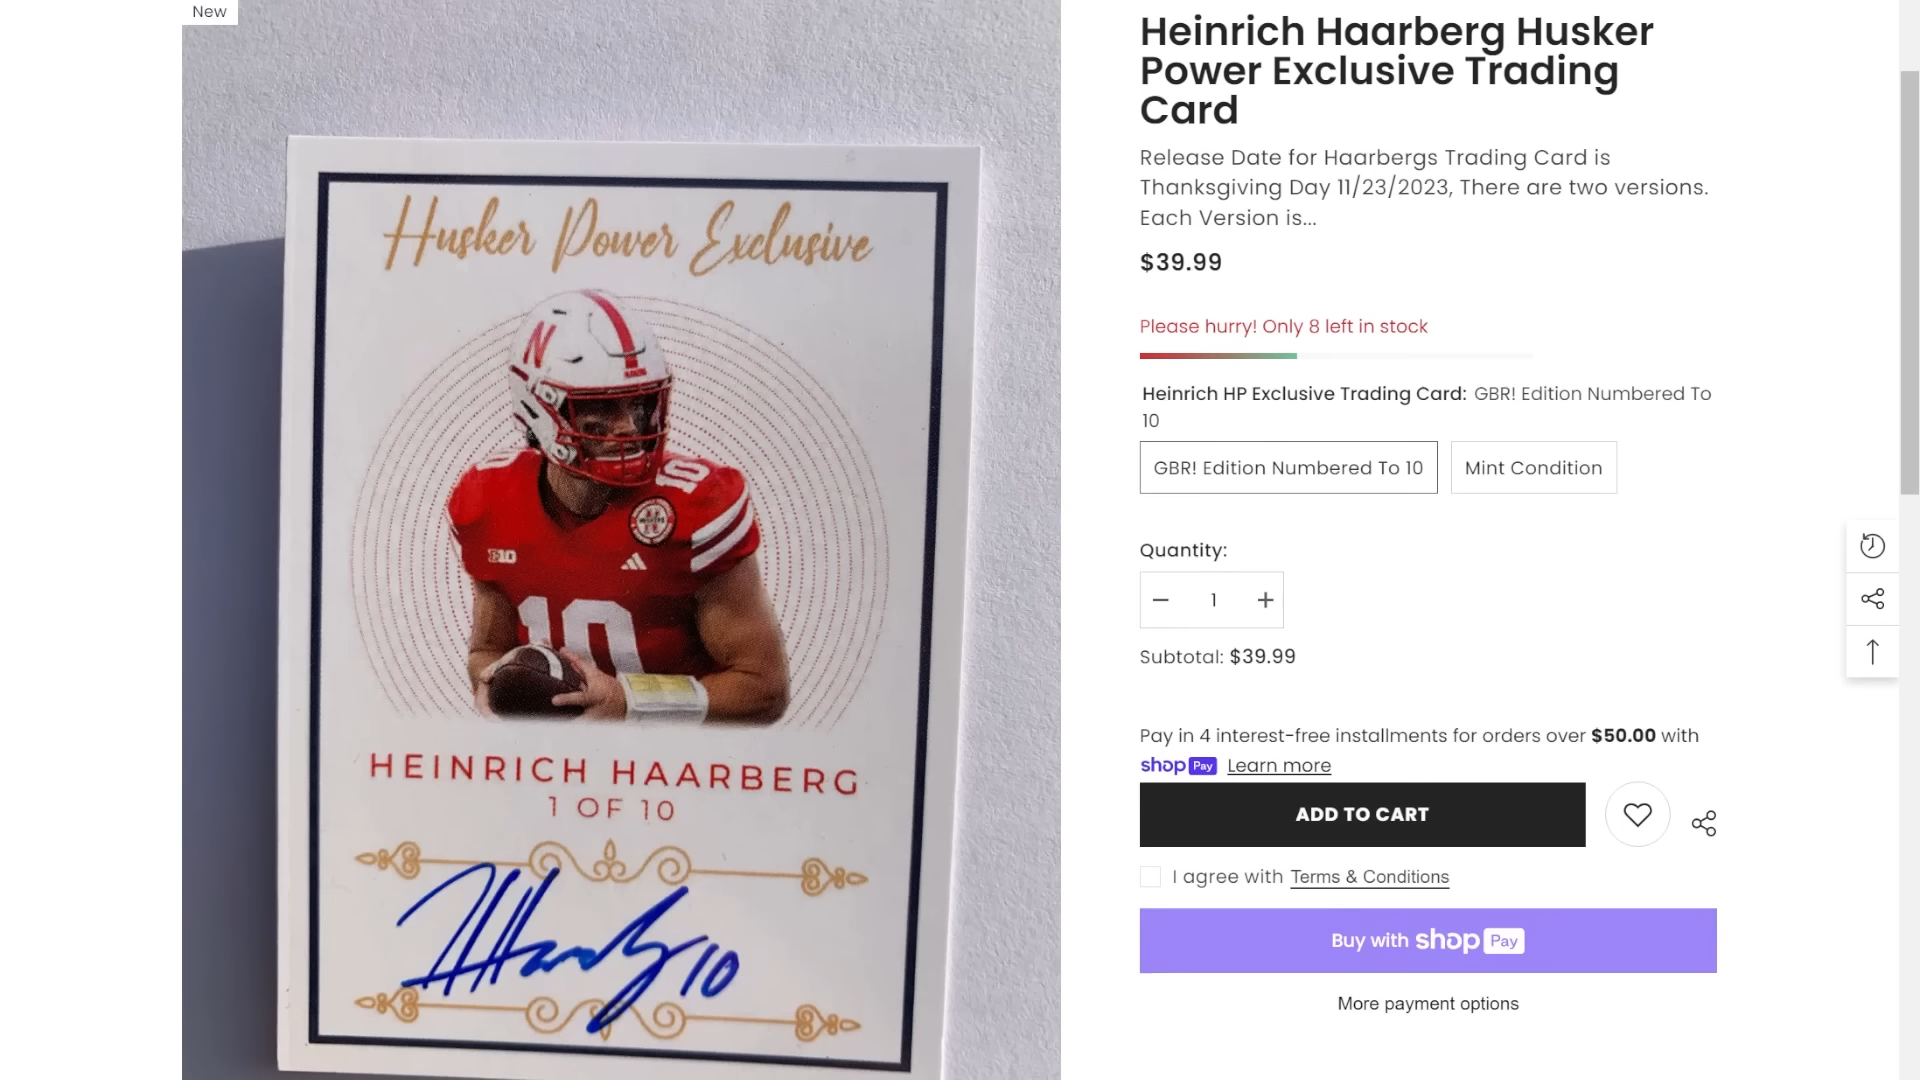 New
Husker Power Exclusive
N
10
B1G
10
HEINRICH HAARBERG
1 OF 10
10
Heinrich Haarberg Husker
Power Exclusive Trading
Card
Release Date for Haarbergs Trading Card is
Thanksgiving Day 11/23/2023, There are two versions.
Each Version is...
$39.99
Please hurry! Only 8 left in stock
Heinrich HP Exclusive Trading Card: GBR! Edition Numbered To
10
GBR! Edition Numbered To 10
Mint Condition
Quantity:
− 1 +
Subtotal: $39.99
Pay in 4 interest-free installments for orders over $50.00 with
shop Pay Learn more
ADD TO CART
I agree with Terms & Conditions
Buy with shop Pay
More payment options